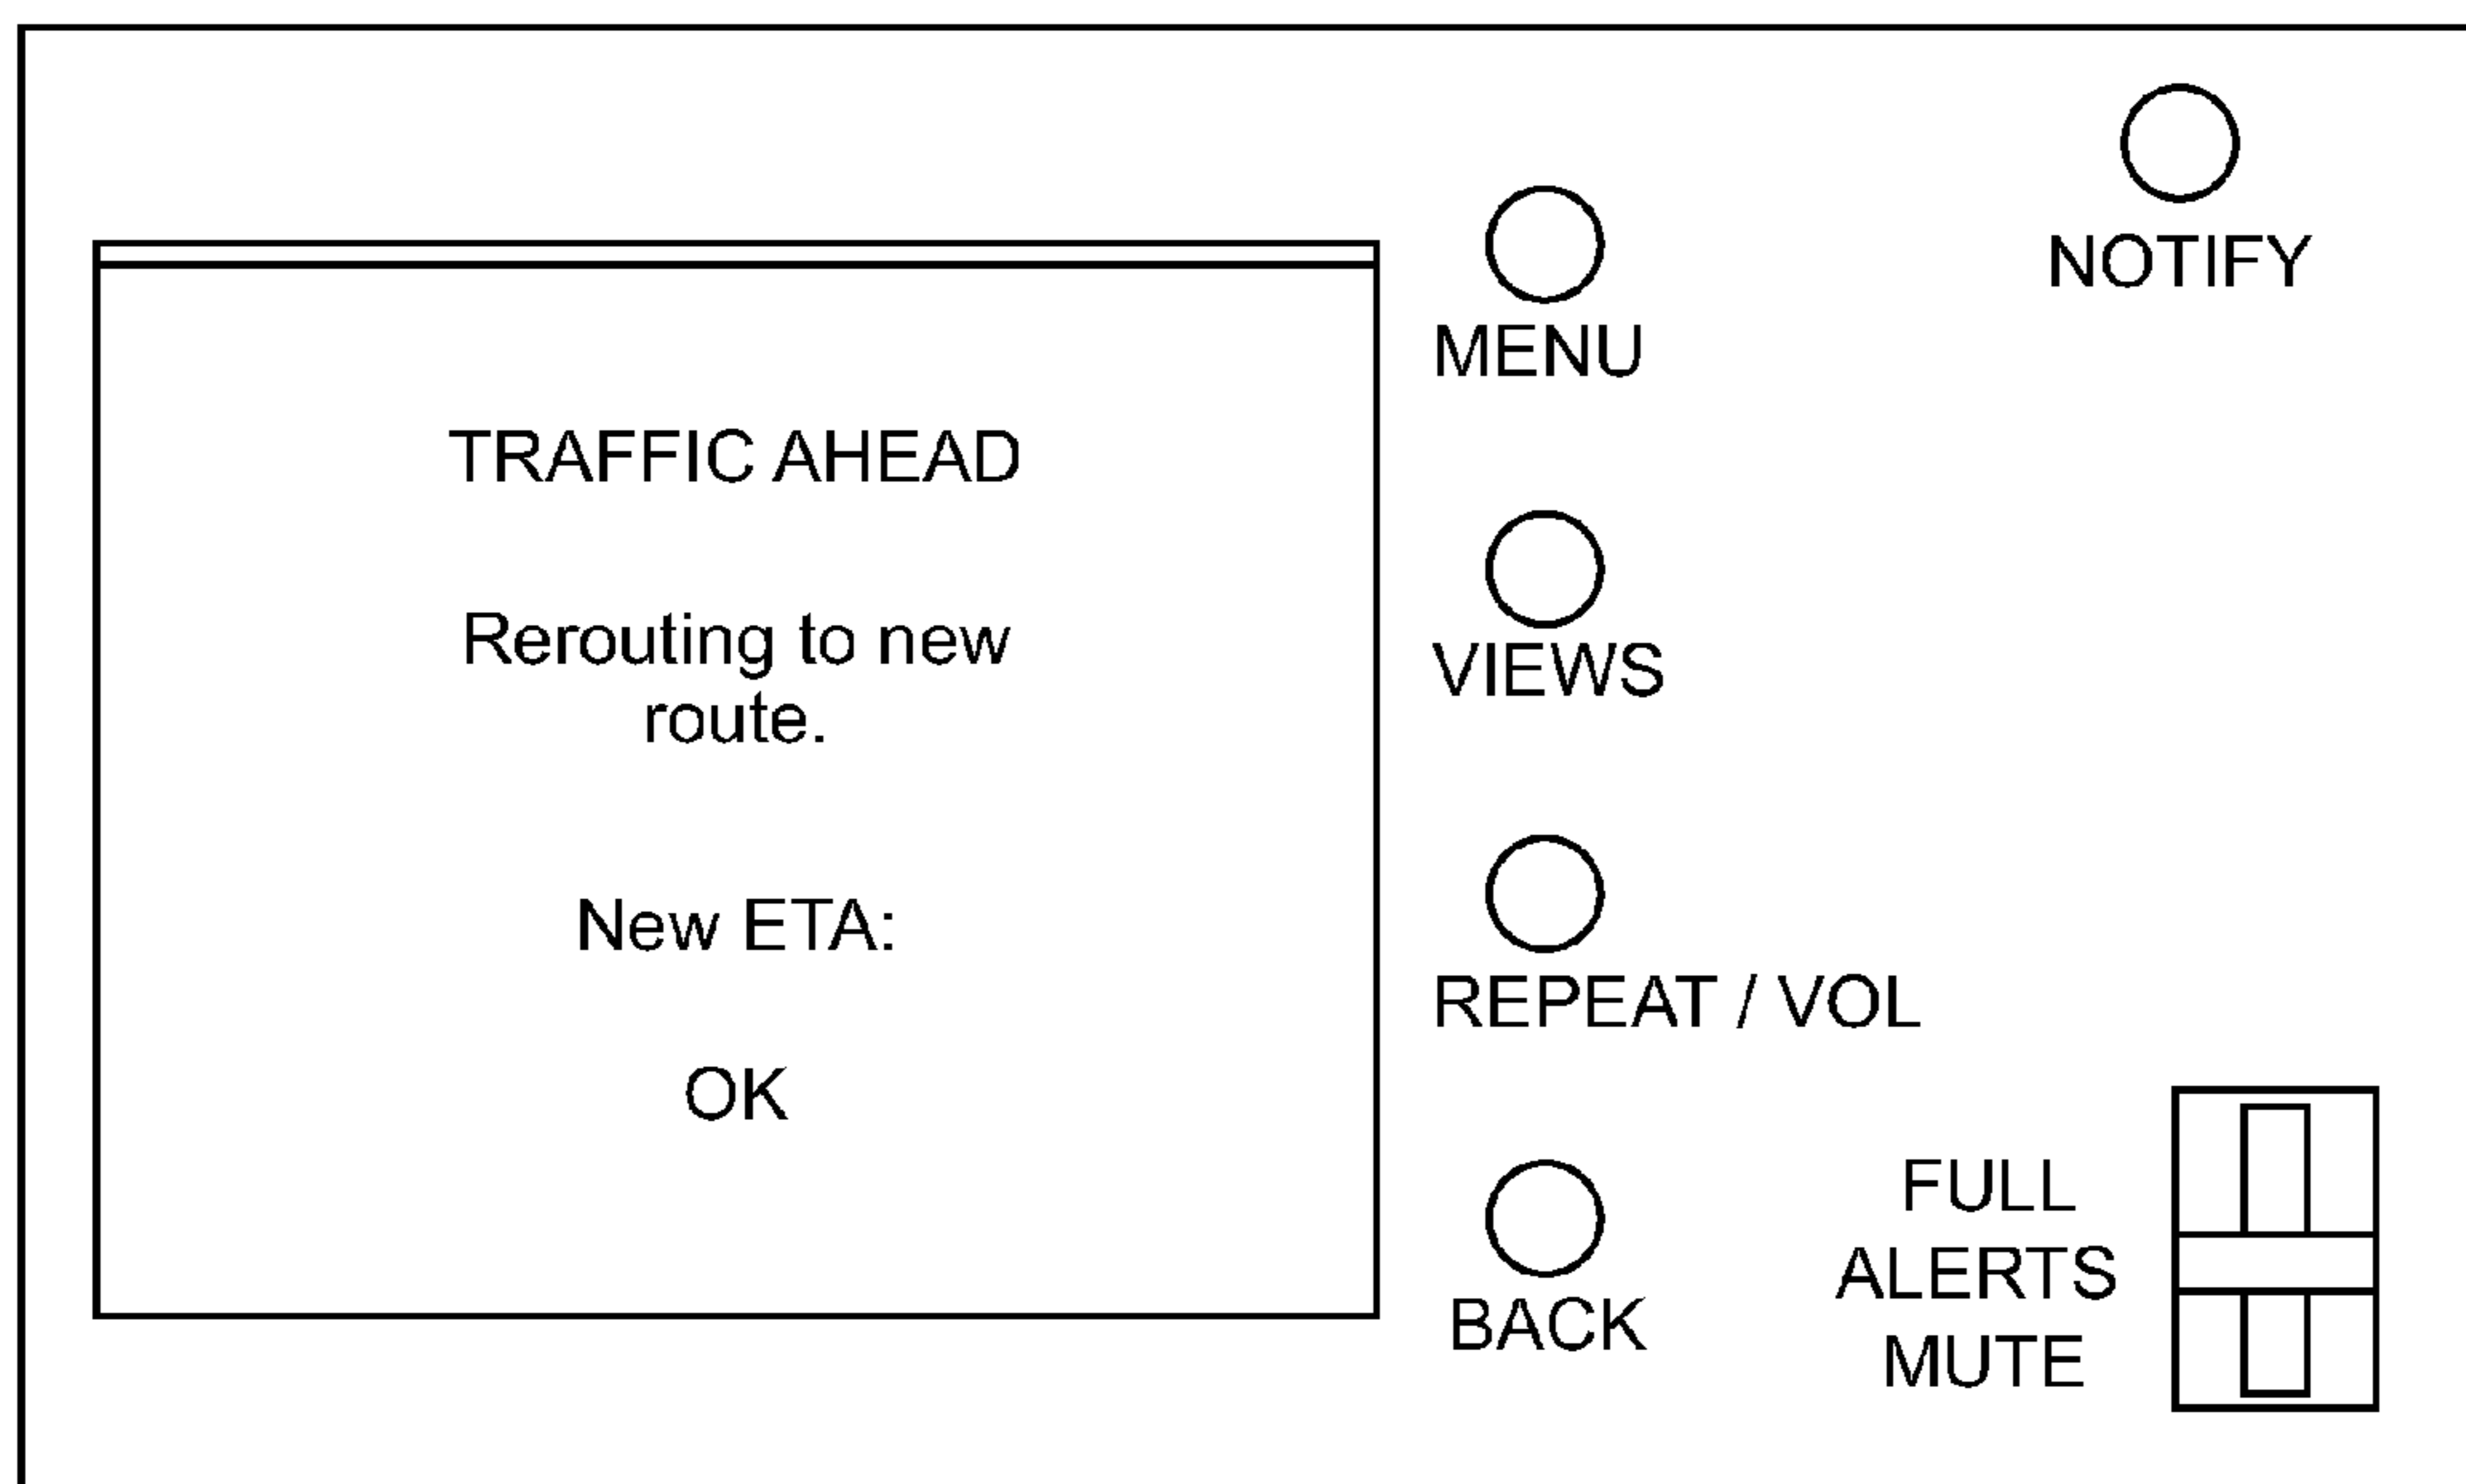 TRAFFIC AHEAD
Rerouting to new
route.
New ETA:
OK
MENU
VIEWS
REPEAT / VOL
BACK
NOTIFY
FULL
ALERTS
MUTE